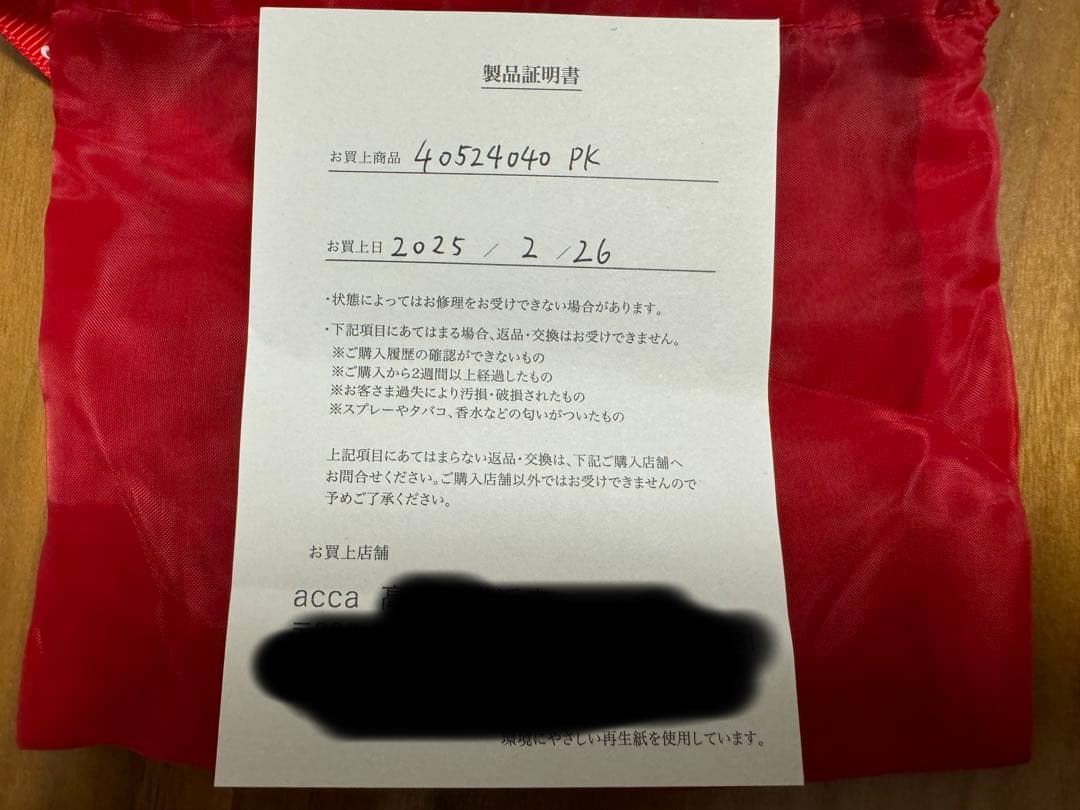 製品証明書
お買上商品 40524040 PK
お買上日 2025 / 2 / 26
・状態によってはお修理をお受けできない場合があります。
・下記項目にあてはまる場合、返品・交換はお受けできません。
※ご購入履歴の確認ができないもの
※ご購入から2週間以上経過したもの
※お客さま過失により汚損・破損されたもの
※スプレーやタバコ、香水などの匂いがついたもの
上記項目にあてはまらない返品・交換は、下記ご購入店舗へ
お問合せください。ご購入店舗以外ではお受けできませんので
予めご了承ください。
お買上店舗
acca 高
環境にやさしい再生紙を使用しています。